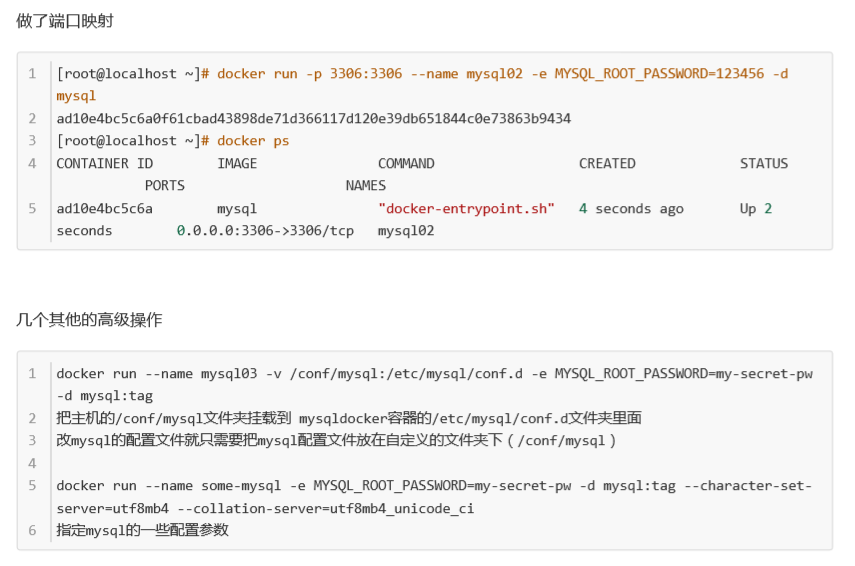 做了端口映射
1 [root@localhost ~]# docker run -p 3306:3306 --name mysql02 -e MYSQL_ROOT_PASSWORD=123456 -d
mysql
2 ad10e4bc5c6a0f61cbad43898de71d366117d120e39db651844c0e73863b9434
3 [root@localhost ~]# docker ps
4 CONTAINER ID        IMAGE               COMMAND                  CREATED             STATUS
PORTS                    NAMES
5 ad10e4bc5c6a        mysql               "docker-entrypoint.sh"   4 seconds ago       Up 2
seconds        0.0.0.0:3306->3306/tcp   mysql02
几个其他的高级操作
1 docker run --name mysql03 -v /conf/mysql:/etc/mysql/conf.d -e MYSQL_ROOT_PASSWORD=my-secret-pw
-d mysql:tag
2 把主机的/conf/mysql文件夹挂载到 mysqldocker容器的/etc/mysql/conf.d文件夹里面
3 改mysql的配置文件就只需要把mysql配置文件放在自定义的文件夹下（/conf/mysql）
4
5 docker run --name some-mysql -e MYSQL_ROOT_PASSWORD=my-secret-pw -d mysql:tag --character-set-
server=utf8mb4 --collation-server=utf8mb4_unicode_ci
6 指定mysql的一些配置参数